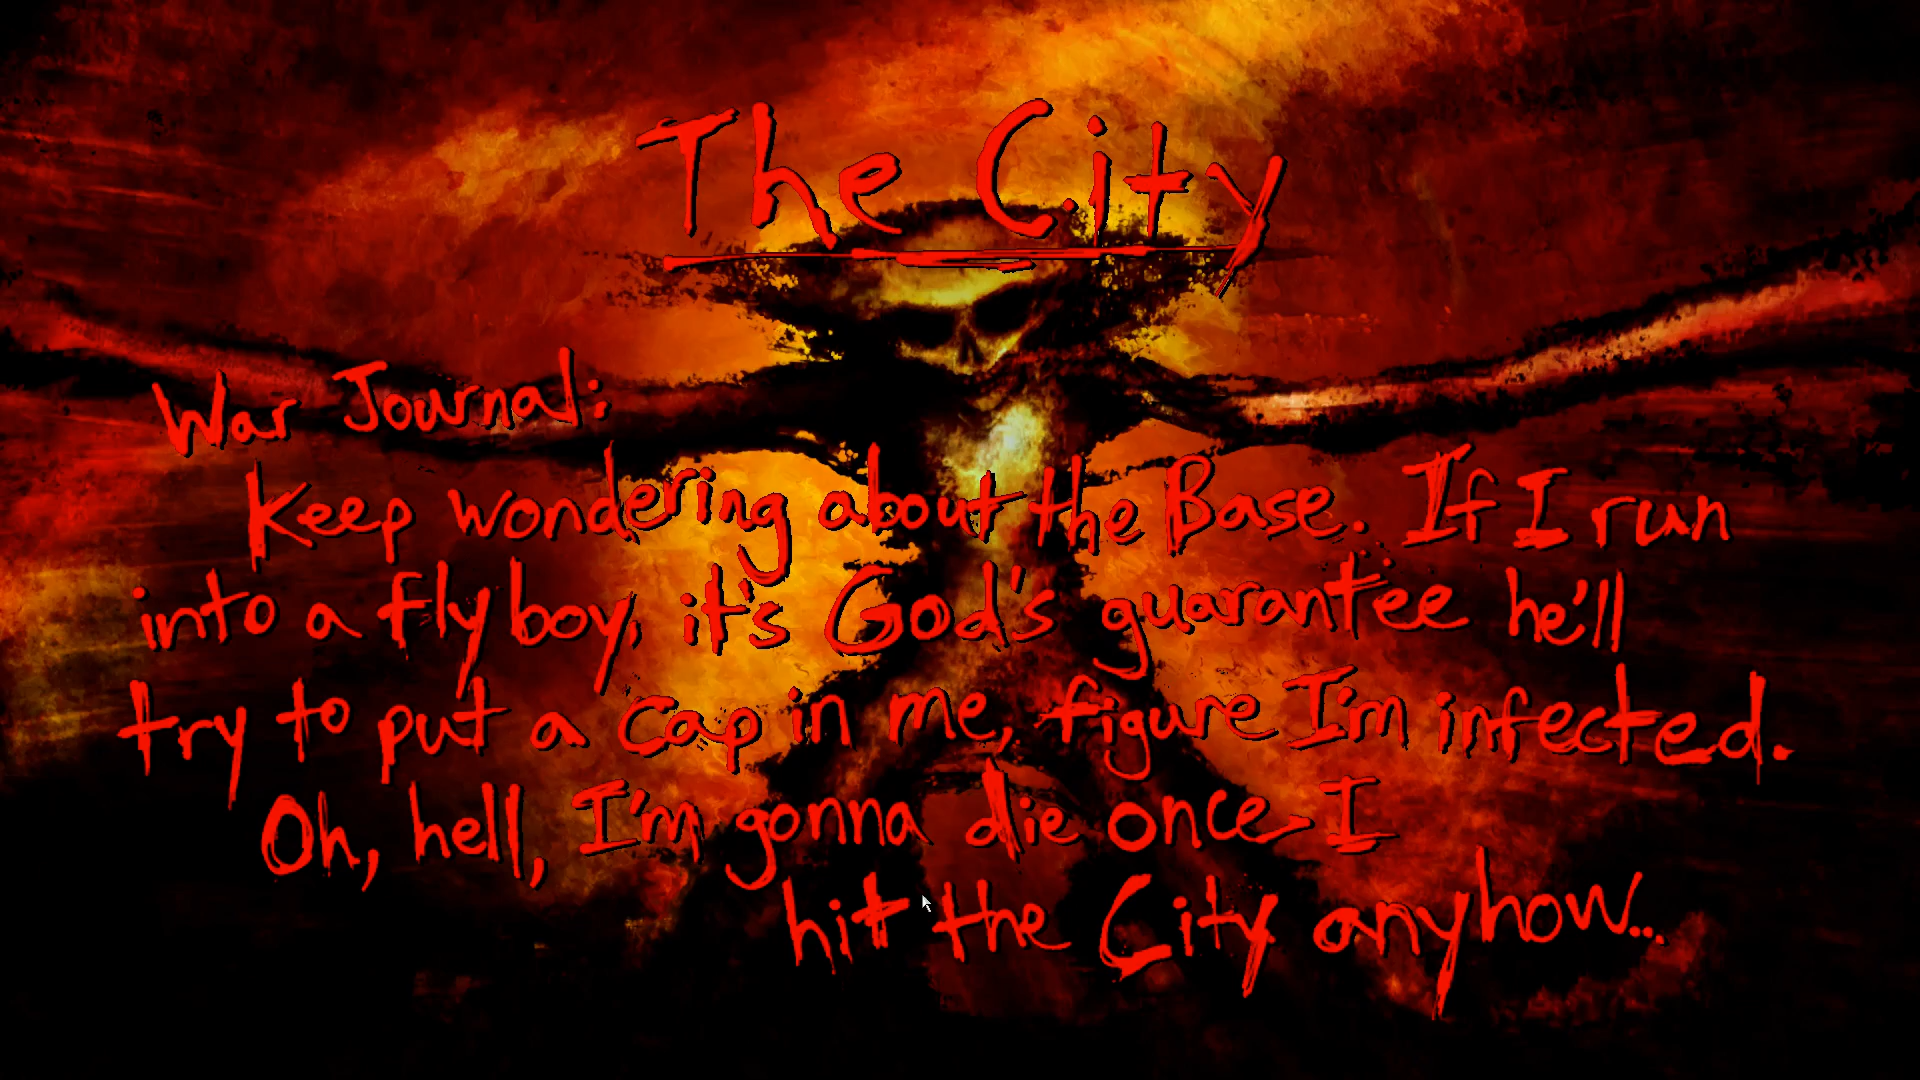 The City
War Journal:
Keep wondering about the Base. If I run
into a fly boy, it's God's guarantee he'll
try to put a cap in me, figure I'm infected.
Oh, hell, I'm gonna die once I
hit the City anyhow...